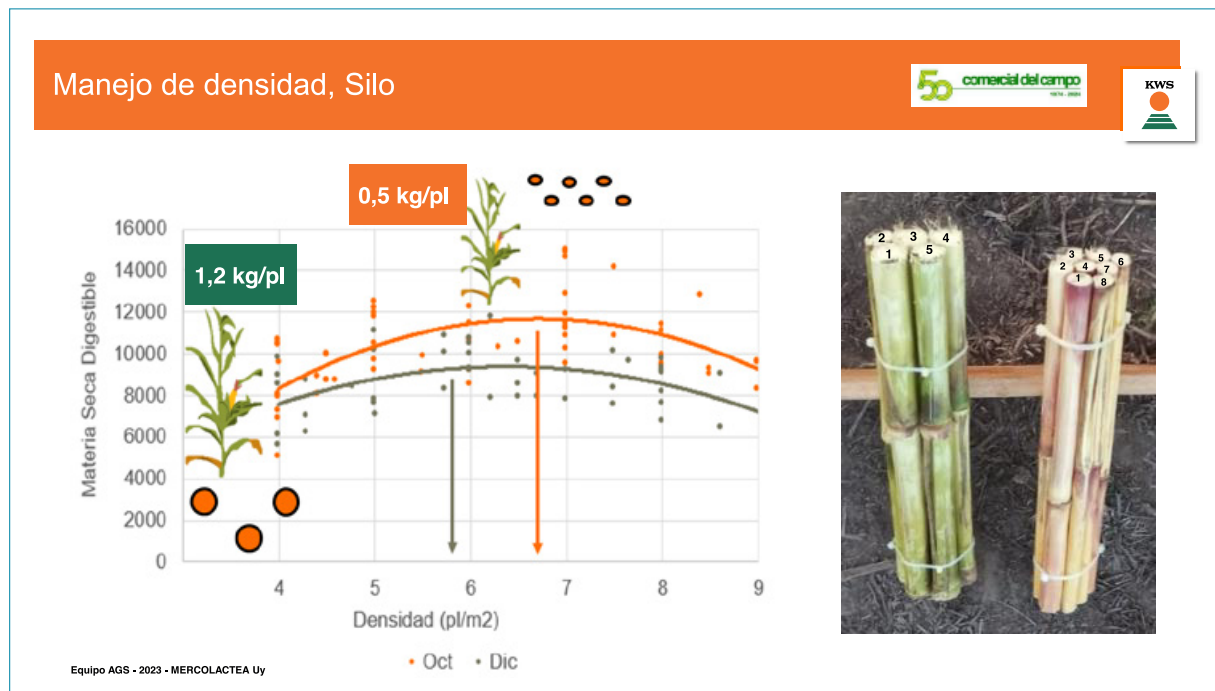 Manejo de densidad, Silo
50 comercial del campo
KWS
0,5 kg/pl
1,2 kg/pl
16000
14000
12000
10000
8000
6000
4000
2000
0
Materia Seca Digestible
4 5 6 7 8 9
Densidad (pl/m2)
Oct Dic
2 3 4
1 5
3 5 6
2 4 7
1 8
Equipo AGS - 2023 - MERCOLACTEA Uy